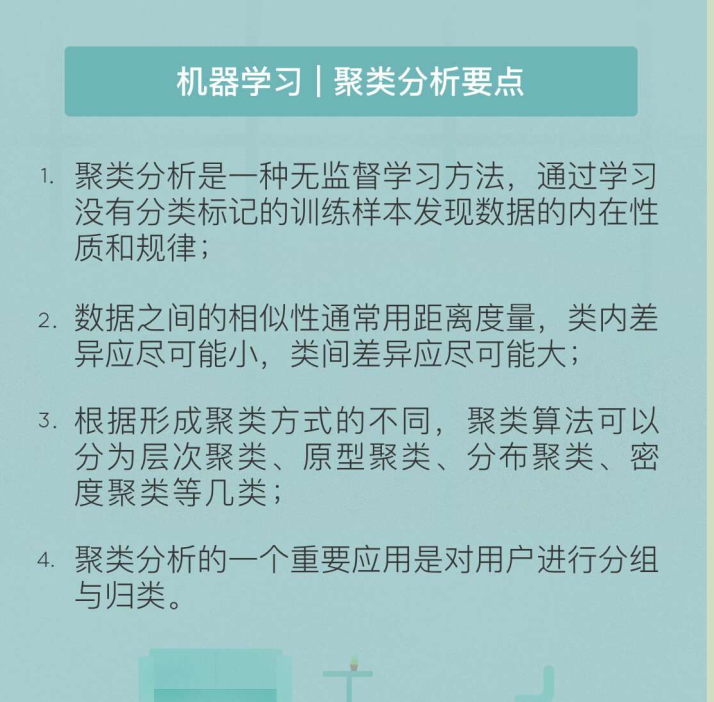 机器学习｜聚类分析要点
1. 聚类分析是一种无监督学习方法，通过学习
没有分类标记的训练样本发现数据的内在性
质和规律；
2. 数据之间的相似性通常用距离度量，类内差
异应尽可能小，类间差异应尽可能大；
3. 根据形成聚类方式的不同，聚类算法可以
分为层次聚类、原型聚类、分布聚类、密
度聚类等几类；
4. 聚类分析的一个重要应用是对用户进行分组
与归类。